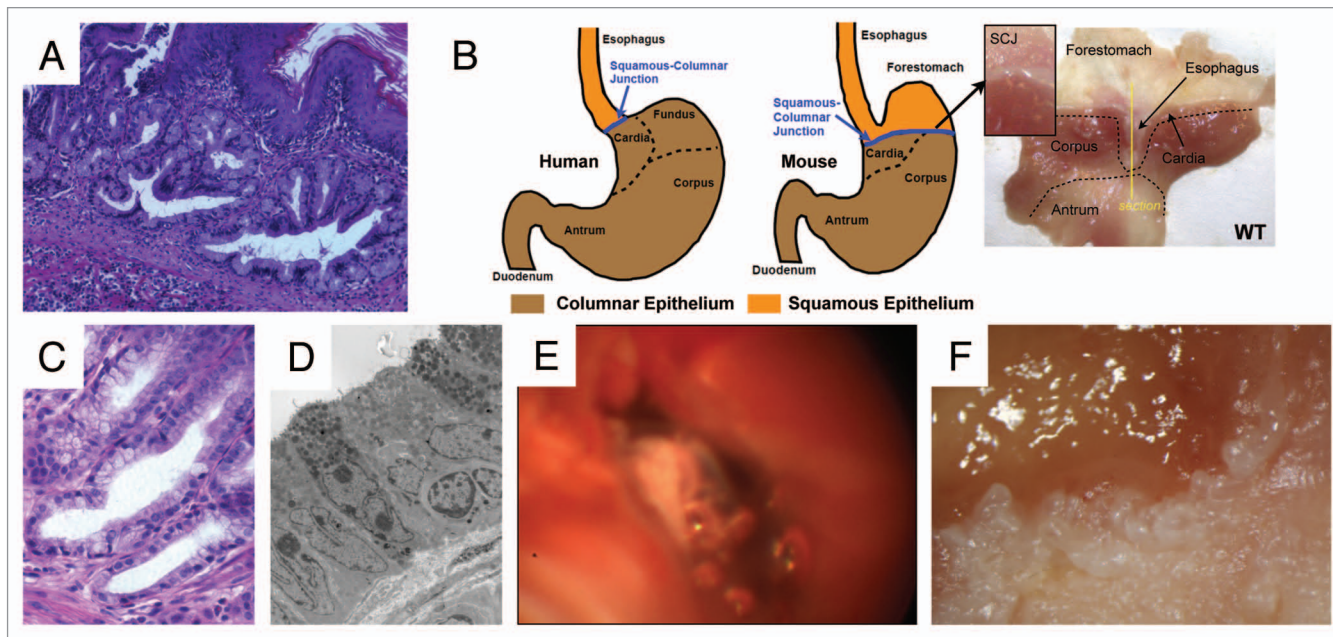 A
B
Esophagus
Squamous-Columnar
Junction
Fundus
Cardia
Human
Corpus
Antrum
Duodenum
Esophagus
Forestomach
Squamous-
Columnar
Junction
Cardia
Mouse
Corpus
Antrum
Duodenum
SCJ
Forestomach
Esophagus
Corpus
Cardia
Antrum
section
WT
Columnar Epithelium
Squamous Epithelium
C
D
E
F